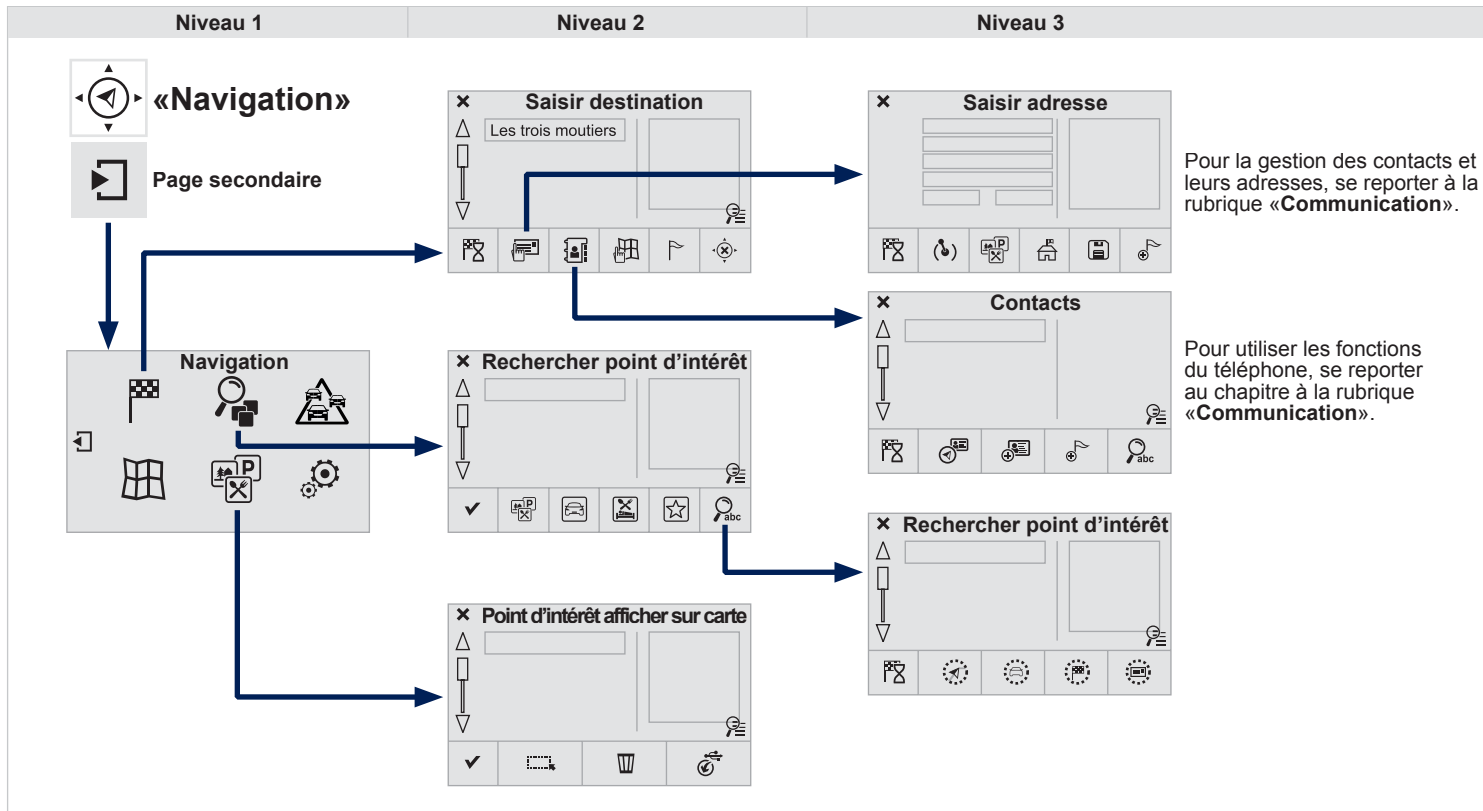 Niveau 1
Niveau 2
Niveau 3
«Navigation»
Page secondaire
Navigation
P
Saisir destination
Les trois moutiers
Rechercher point d’intérêt
P
abc
Point d’intérêt afficher sur carte
Saisir adresse
P
Pour la gestion des contacts et
leurs adresses, se reporter à la
rubrique «Communication».
Contacts
abc
Pour utiliser les fonctions
du téléphone, se reporter
au chapitre à la rubrique
«Communication».
Rechercher point d’intérêt